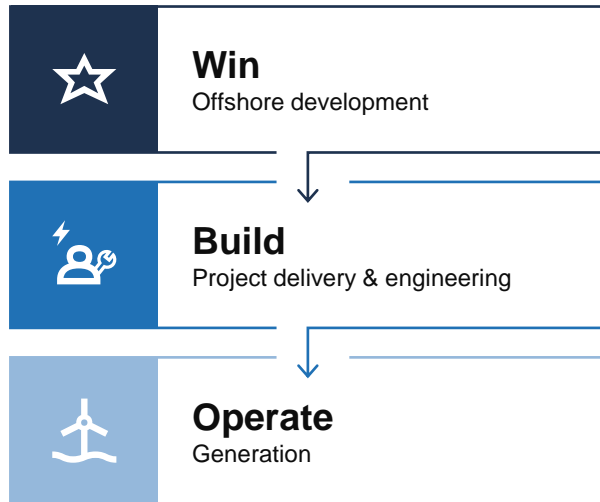 Win
Offshore development
Build
Project delivery & engineering
Operate
Generation